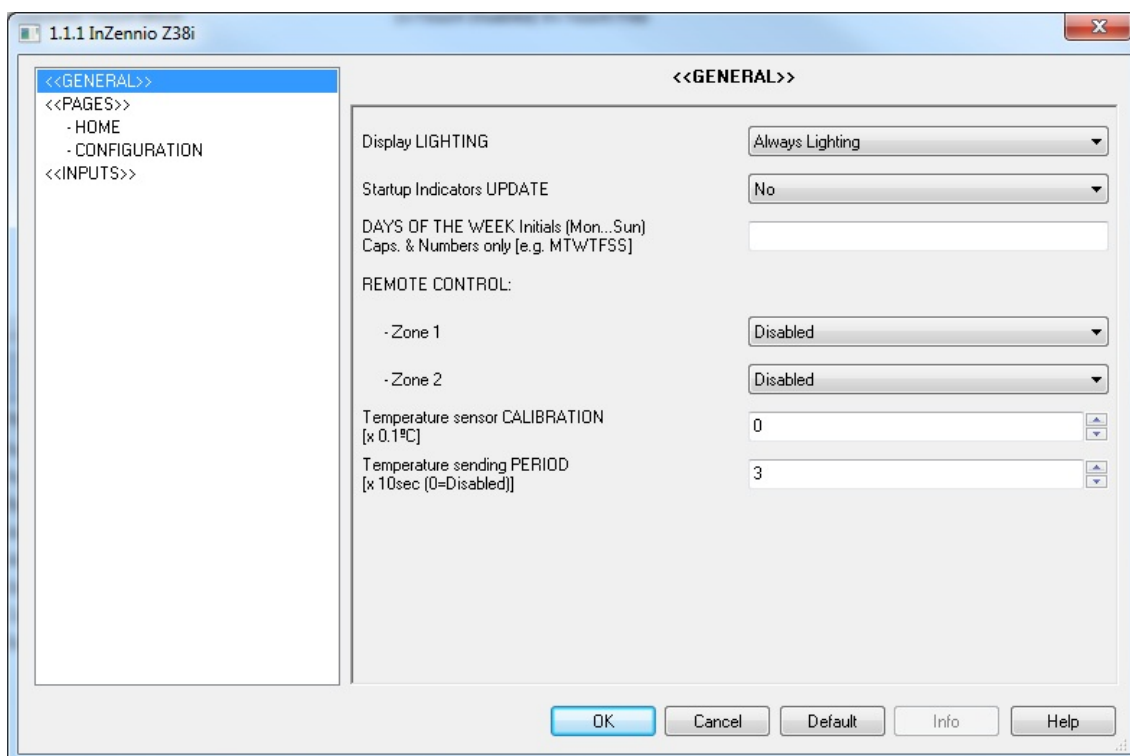 1.1.1 InZennio Z38i
X
<<GENERAL>>
<<PAGES>>
- HOME
- CONFIGURATION
<<INPUTS>>
<<GENERAL>>
Display LIGHTING
Always Lighting
Startup Indicators UPDATE
No
DAYS OF THE WEEK Initials (Mon...Sun)
Caps. & Numbers only [e.g. MTWTFSS]
REMOTE CONTROL:
- Zone 1
Disabled
- Zone 2
Disabled
Temperature sensor CALIBRATION
[x 0.1ºC]
0
Temperature sending PERIOD
[x 10sec (0=Disabled)]
3
OK
Cancel
Default
Info
Help